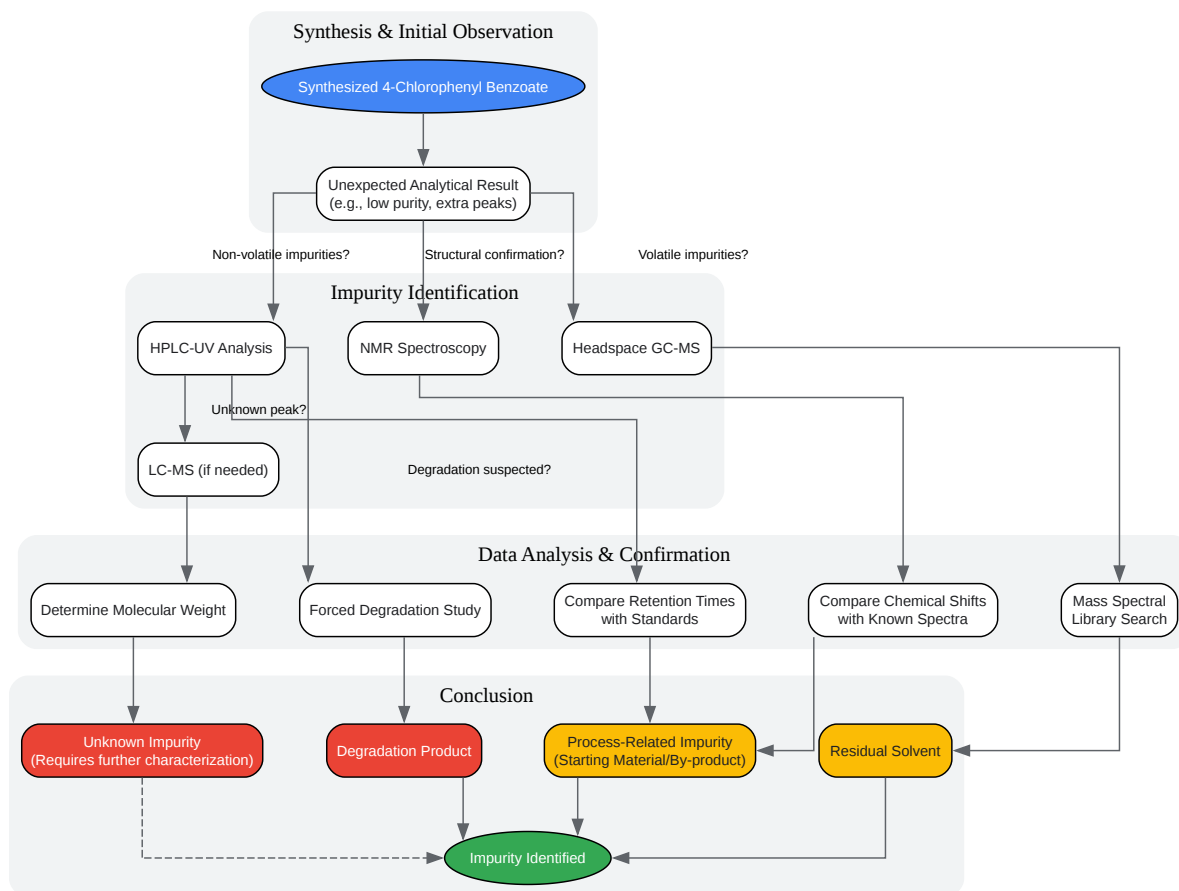 Synthesis & Initial Observation
Synthesized 4-Chlorophenyl Benzoate
Unexpected Analytical Result
(e.g., low purity, extra peaks)
Non-volatile impurities?
Structural confirmation?
Volatile impurities?
Impurity Identification
HPLC-UV Analysis
NMR Spectroscopy
Headspace GC-MS
Unknown peak?
LC-MS (if needed)
Degradation suspected?
Data Analysis & Confirmation
Determine Molecular Weight
Forced Degradation Study
Compare Retention Times
with Standards
Compare Chemical Shifts
with Known Spectra
Mass Spectral
Library Search
Conclusion
Unknown Impurity
(Requires further characterization)
Degradation Product
Process-Related Impurity
(Starting Material/By-product)
Residual Solvent
Impurity Identified